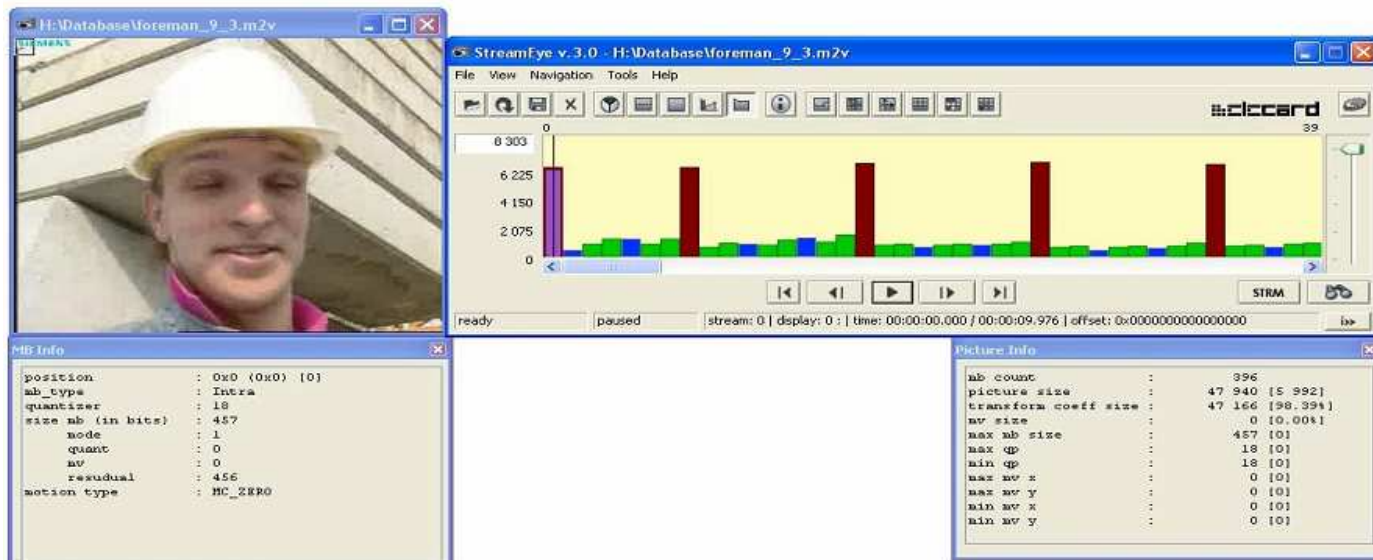 H:\Database\foreman_9_3.m2v
SIEMENS
StreamEye v.3.0 - H:\Database\foreman_9_3.m2v
File View Navigation Tools Help
elecard
0 39
8 303
6 225
4 150
2 075
0
STRM
ready paused stream: 0 | display: 0 : | time: 00:00:00.000 / 00:00:09.976 | offset: 0x0000000000000000
MB Info
position : 0x0 (0x0) [0]
mb_type : Intra
quantizer : 18
size mb (in bits) : 457
mode : 1
quant : 0
mv : 0
resudual : 456
motion type : MC_ZERO
Picture Info
mb count : 396
picture size : 47 940 [5 992]
transform coeff size : 47 166 [98.39%]
mv size : 0 [0.00%]
max mb size : 457 [0]
max qp : 18 [0]
min qp : 18 [0]
max mv x : 0 [0]
max mv y : 0 [0]
min mv x : 0 [0]
min mv y : 0 [0]